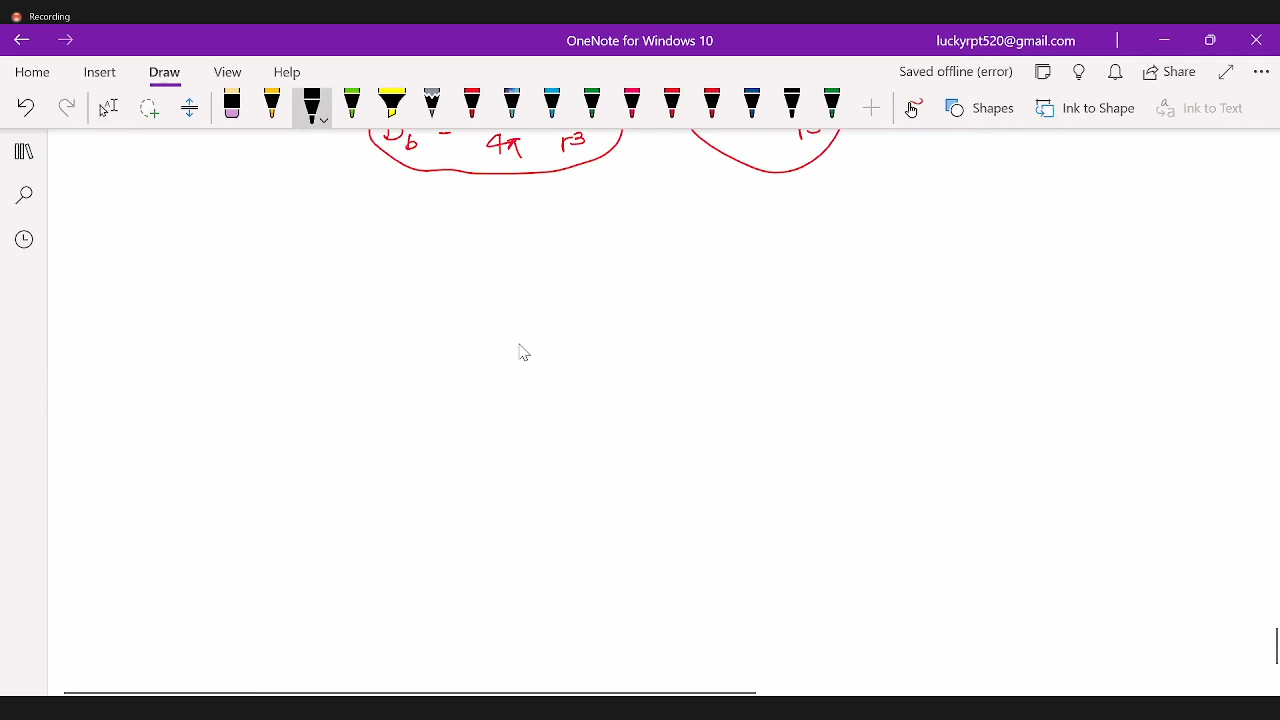 Recording
OneNote for Windows 10
luckyrpt520@gmail.com
Home Insert Draw View Help
Saved offline (error)
Share
Shapes
Ink to Shape
Ink to Text
4π r3